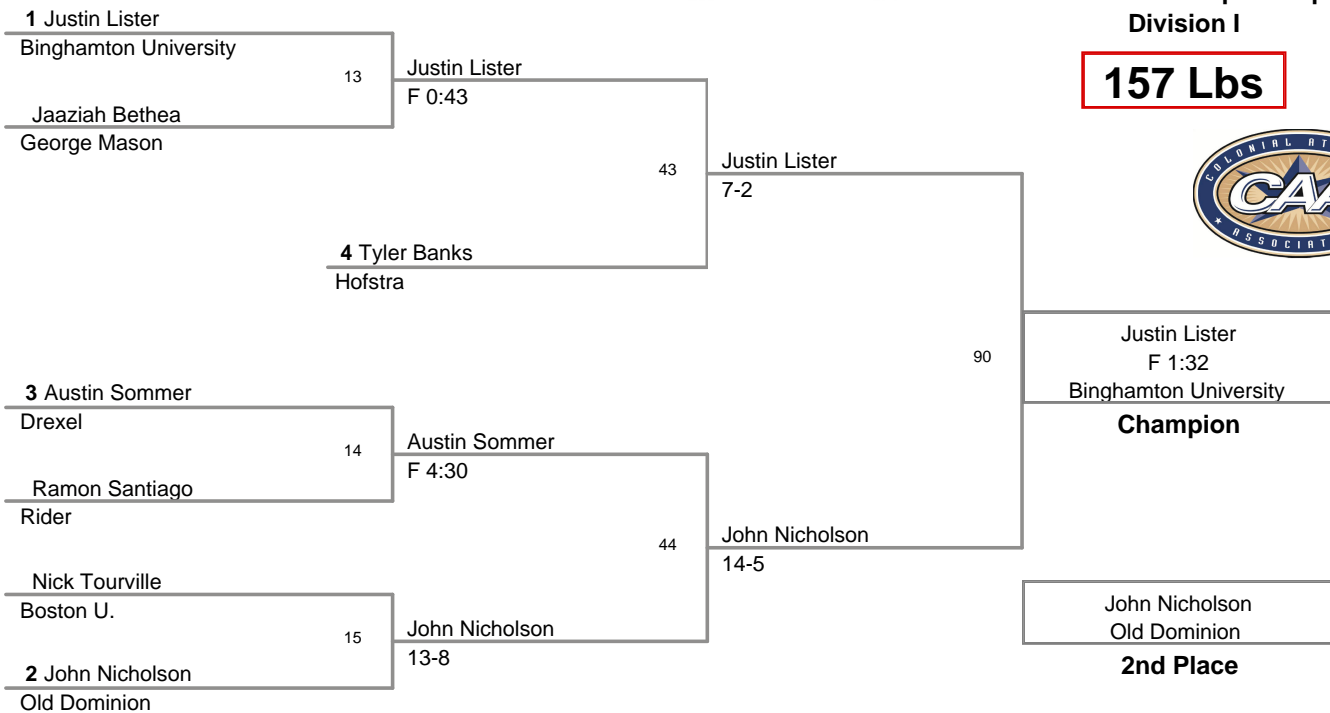 Division I
157 Lbs
COLONIAL
CAA
1 Justin Lister
Binghamton University
13
Justin Lister
F 0:43
Jaaziah Bethea
George Mason
43
Justin Lister
7-2
4 Tyler Banks
Hofstra
90
Justin Lister
F 1:32
Binghamton University
Champion
3 Austin Sommer
Drexel
14
Austin Sommer
F 4:30
Ramon Santiago
Rider
44
John Nicholson
14-5
Nick Tourville
Boston U.
15
John Nicholson
13-8
2 John Nicholson
Old Dominion
John Nicholson
Old Dominion
2nd Place